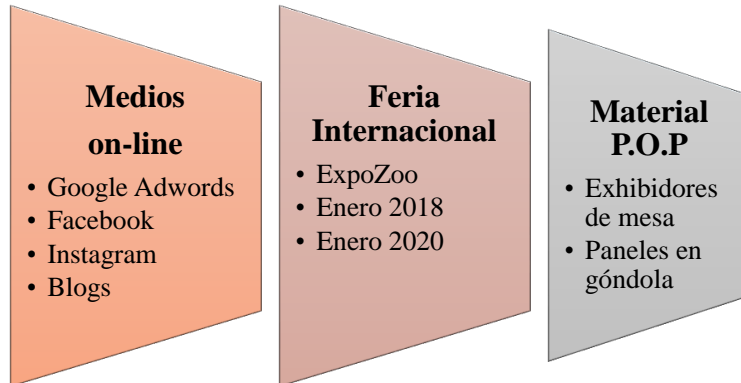 Medios
on-line
• Google Adwords
• Facebook
• Instagram
• Blogs
Feria
Internacional
• ExpoZoo
• Enero 2018
• Enero 2020
Material
P.O.P
• Exhibidores
de mesa
• Paneles en
góndola